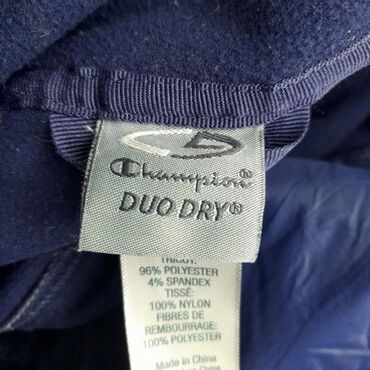 Champion®
DUO DRY®
TRICOT:
96% POLYESTER
4% SPANDEX
TISSÉ:
100% NYLON
FIBRES DE
REMBOURRAGE:
100% POLYESTER
Made in China